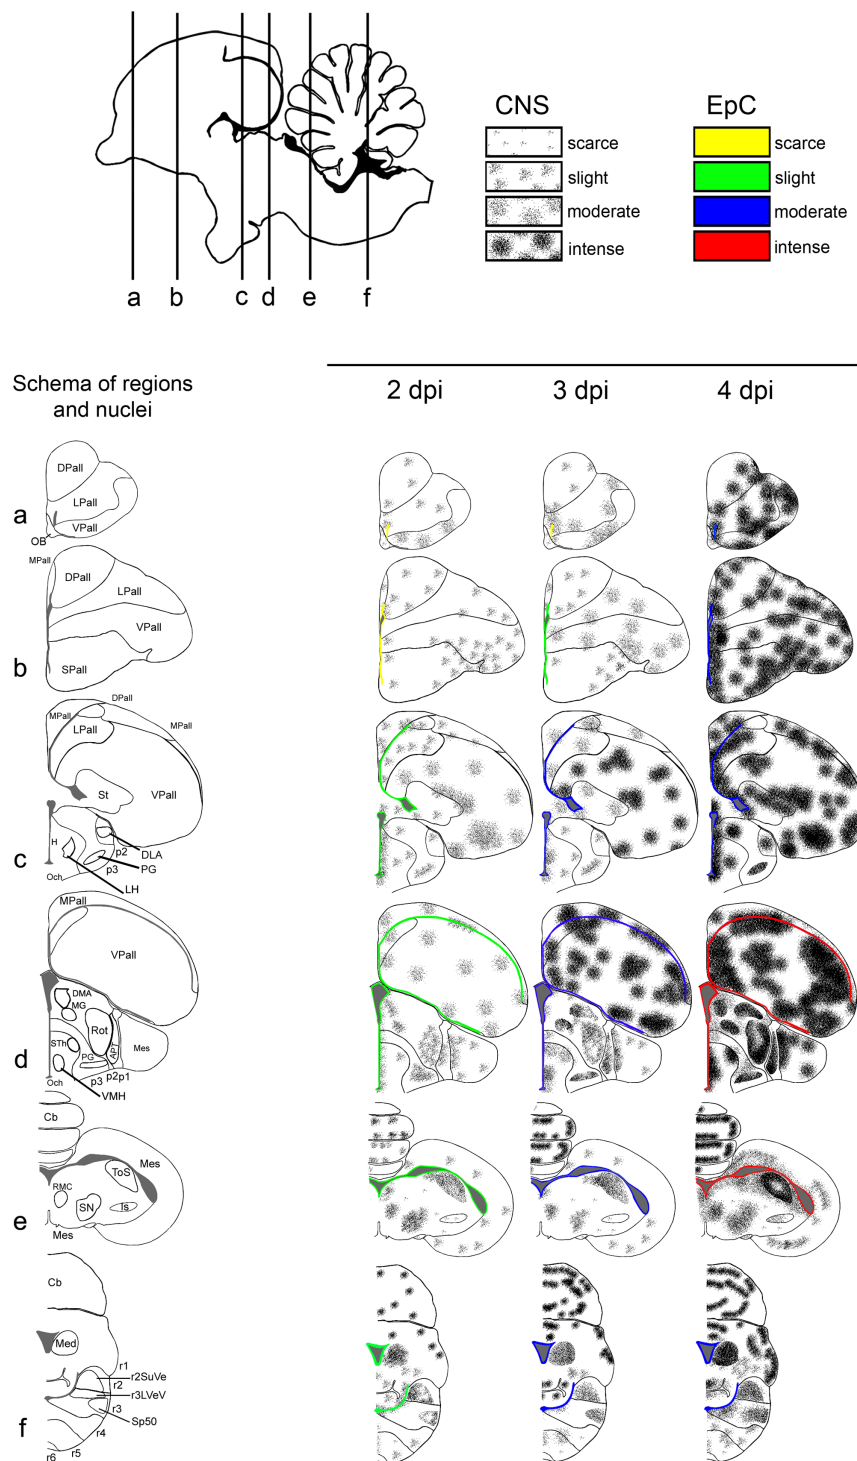 CNS
EpC
scarce
slight
moderate
intense
scarce
slight
moderate
intense
a b c d e f
Schema of regions
and nuclei
2 dpi
3 dpi
4 dpi
DPall
LPall
VPall
OB
a
MPall
DPall
LPall
VPall
SPall
b
DPall
MPall
MPall
LPall
St
VPall
H
p2
DLA
p3
PG
LH
Och
c
MPall
VPall
DMA
MG
Rot
STh
APT
Mes
PG
p3
p2p1
Och
VMH
d
Cb
Mes
ToS
RMC
SN
Is
Mes
e
Cb
Med
r1
r2SuVe
r2
r3LVeV
r3
Sp50
r4
r5
r6
f